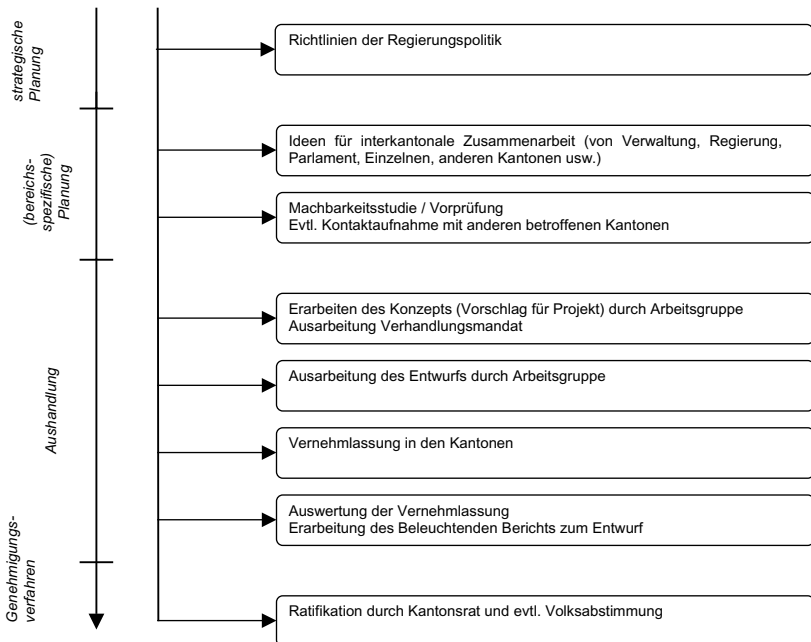 strategische
Planung
Richtlinien der Regierungspolitik
(bereichs-
spezifische)
Planung
Ideen für interkantonale Zusammenarbeit (von Verwaltung, Regierung,
Parlament, Einzelnen, anderen Kantonen usw.)
Machbarkeitsstudie / Vorprüfung
Evtl. Kontaktaufnahme mit anderen betroffenen Kantonen
Aushandlung
Erarbeiten des Konzepts (Vorschlag für Projekt) durch Arbeitsgruppe
Ausarbeitung Verhandlungsmandat
Ausarbeitung des Entwurfs durch Arbeitsgruppe
Vernehmlassung in den Kantonen
Auswertung der Vernehmlassung
Erarbeitung des Beleuchtenden Berichts zum Entwurf
Genehmigungs-
verfahren
Ratifikation durch Kantonsrat und evtl. Volksabstimmung